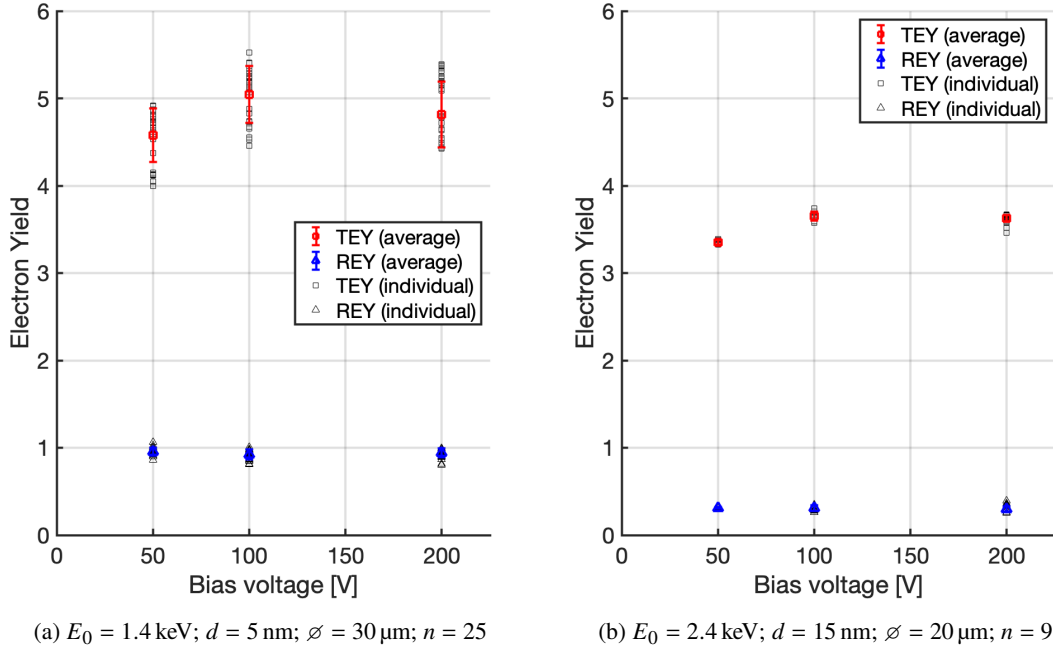 6
5
4
3
2
1
0
Electron Yield
0 50 100 150 200
Bias voltage [V]
TEY (average)
REY (average)
TEY (individual)
REY (individual)
(a) E₀ = 1.4 keV; d = 5 nm; ⌀ = 30 µm; n = 25
6
5
4
3
2
1
0
Electron Yield
0 50 100 150 200
Bias voltage [V]
TEY (average)
REY (average)
TEY (individual)
REY (individual)
(b) E₀ = 2.4 keV; d = 15 nm; ⌀ = 20 µm; n = 9